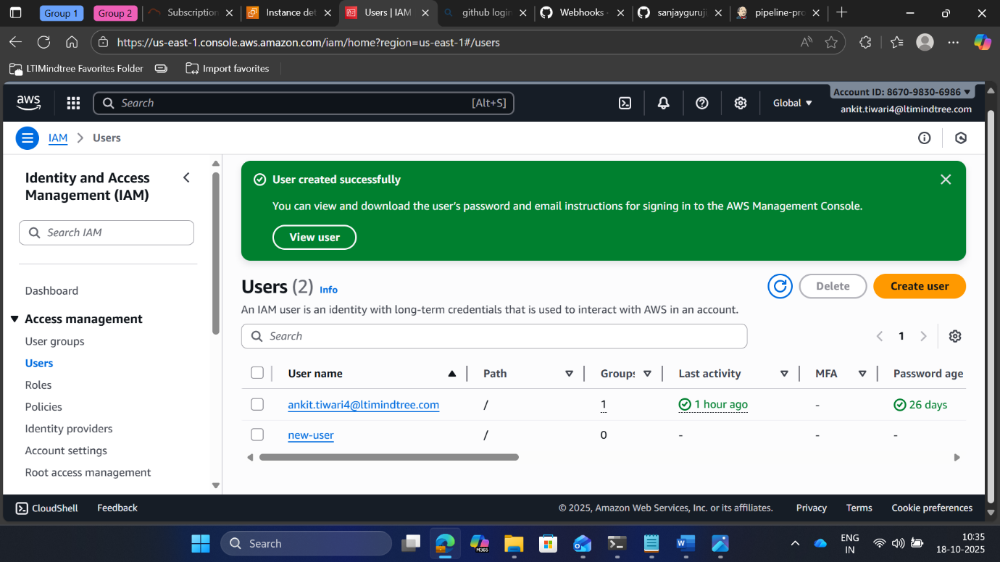 Group 1
Group 2
Subscription
Instance det
Users | IAM
github login
Webhooks
sanjayguruji
pipeline-pro
https://us-east-1.console.aws.amazon.com/iam/home?region=us-east-1#/users
LTIMindtree Favorites Folder
Import favorites
aws
Search
[Alt+S]
Global
Account ID: 8670-9830-6986
ankit.tiwari4@ltimindtree.com
IAM
Users
Identity and Access
Management (IAM)
Search IAM
Dashboard
Access management
User groups
Users
Roles
Policies
Identity providers
Account settings
Root access management
User created successfully
You can view and download the user's password and email instructions for signing in to the AWS Management Console.
View user
Users (2) Info
Delete
Create user
An IAM user is an identity with long-term credentials that is used to interact with AWS in an account.
Search
1
User name Path Groups Last activity MFA Password age
ankit.tiwari4@ltimindtree.com / 1 1 hour ago - 26 days
new-user / 0 - - -
CloudShell
Feedback
© 2025, Amazon Web Services, Inc. or its affiliates.
Privacy
Terms
Cookie preferences
Search
M365
ENG
IN
10:35
18-10-2025